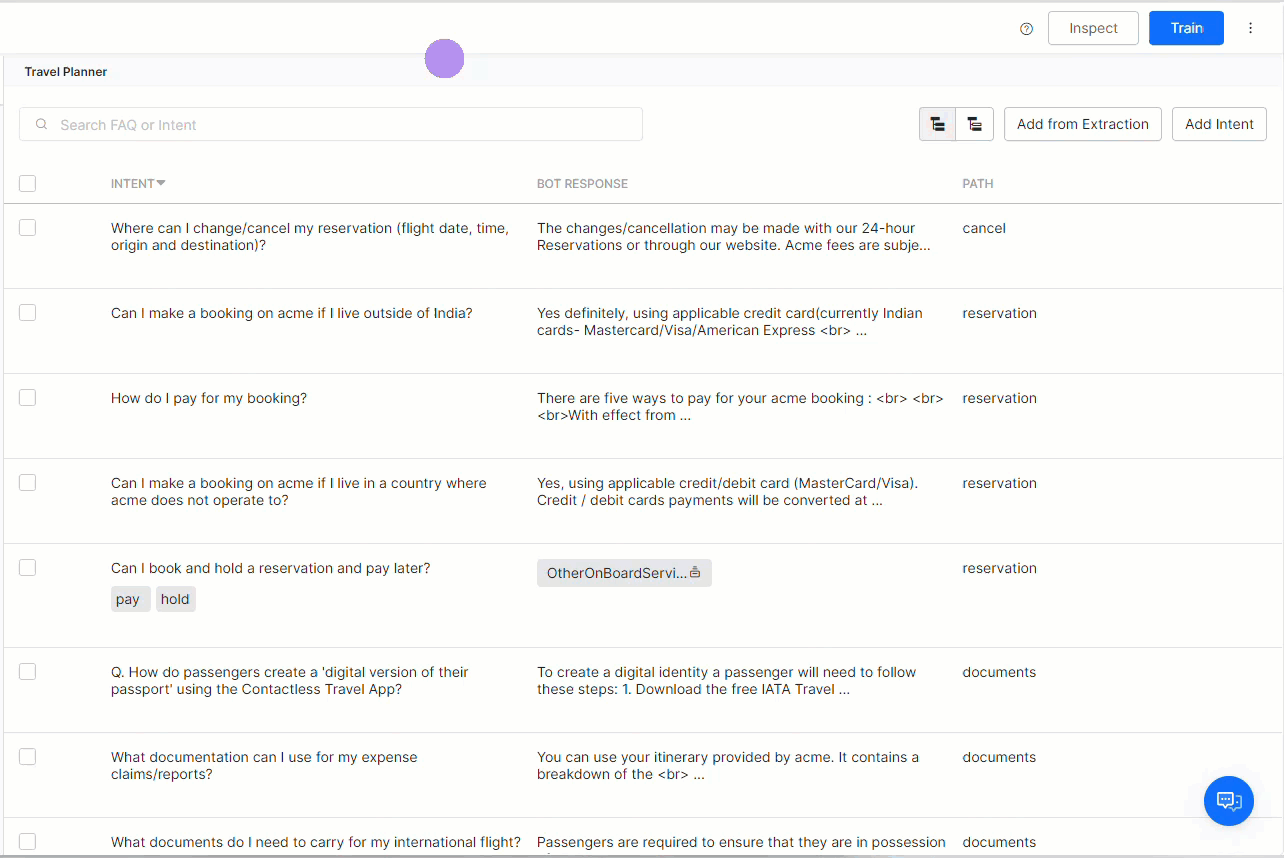 Inspect
Train
Travel Planner
Search FAQ or Intent
Add from Extraction
Add Intent
INTENT
BOT RESPONSE
PATH
Where can I change/cancel my reservation (flight date, time,
origin and destination)?
The changes/cancellation may be made with our 24-hour
Reservations or through our website. Acme fees are subje...
cancel
Can I make a booking on acme if I live outside of India?
Yes definitely, using applicable credit card(currently Indian
cards- Mastercard/Visa/American Express <br> ...
reservation
How do I pay for my booking?
There are five ways to pay for your acme booking : <br> <br>
<br>With effect from ...
reservation
Can I make a booking on acme if I live in a country where
acme does not operate to?
Yes, using applicable credit/debit card (MasterCard/Visa).
Credit / debit cards payments will be converted at ...
reservation
Can I book and hold a reservation and pay later?
pay
hold
OtherOnBoardServi...
reservation
Q. How do passengers create a 'digital version of their
passport' using the Contactless Travel App?
To create a digital identity a passenger will need to follow
these steps: 1. Download the free IATA Travel ...
documents
What documentation can I use for my expense
claims/reports?
You can use your itinerary provided by acme. It contains a
breakdown of the <br> ...
documents
What documents do I need to carry for my international flight?
Passengers are required to ensure that they are in possession
documents